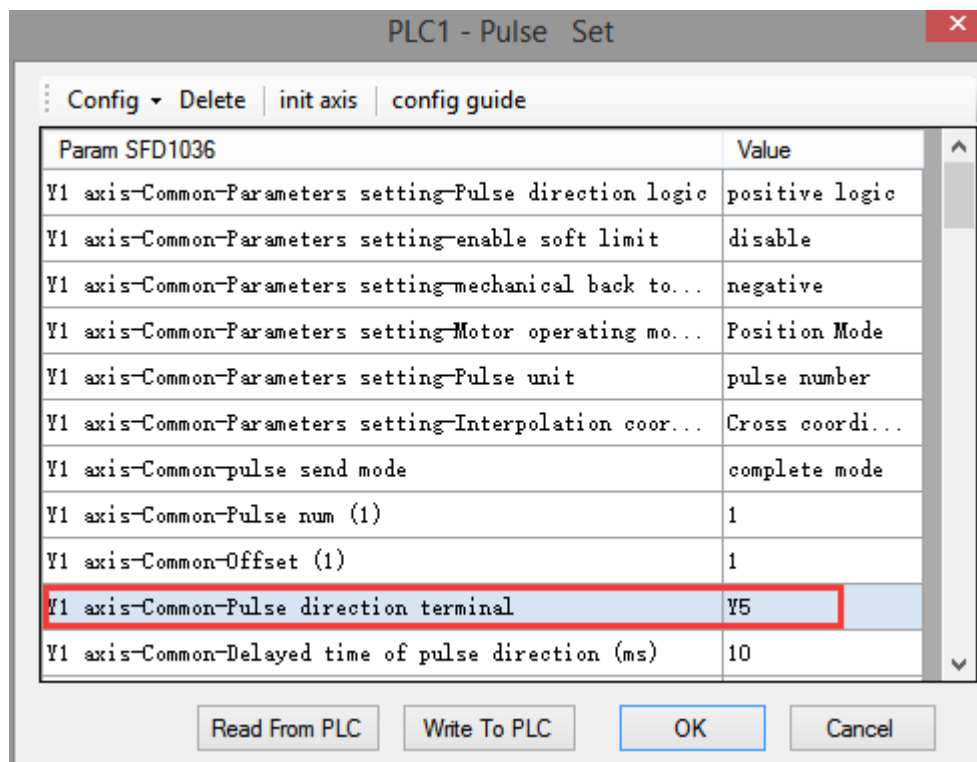 PLC1 - Pulse Set
Config Delete init axis config guide
Param SFD1036 Value
Y1 axis-Common-Parameters setting-Pulse direction logic positive logic
Y1 axis-Common-Parameters setting-enable soft limit disable
Y1 axis-Common-Parameters setting-mechanical back to... negative
Y1 axis-Common-Parameters setting-Motor operating mo... Position Mode
Y1 axis-Common-Parameters setting-Pulse unit pulse number
Y1 axis-Common-Parameters setting-Interpolation coor... Cross coordi...
Y1 axis-Common-pulse send mode complete mode
Y1 axis-Common-Pulse num (1) 1
Y1 axis-Common-Offset (1) 1
Y1 axis-Common-Pulse direction terminal Y5
Y1 axis-Common-Delayed time of pulse direction (ms) 10
Read From PLC Write To PLC OK Cancel